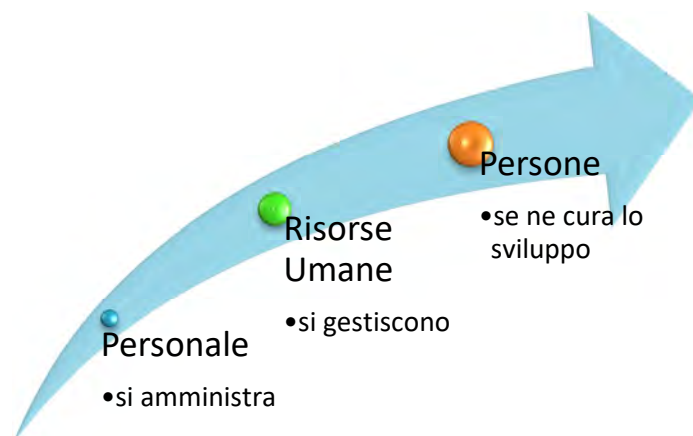 Personale
•si amministra
Risorse
Umane
•si gestiscono
Persone
•se ne cura lo
sviluppo